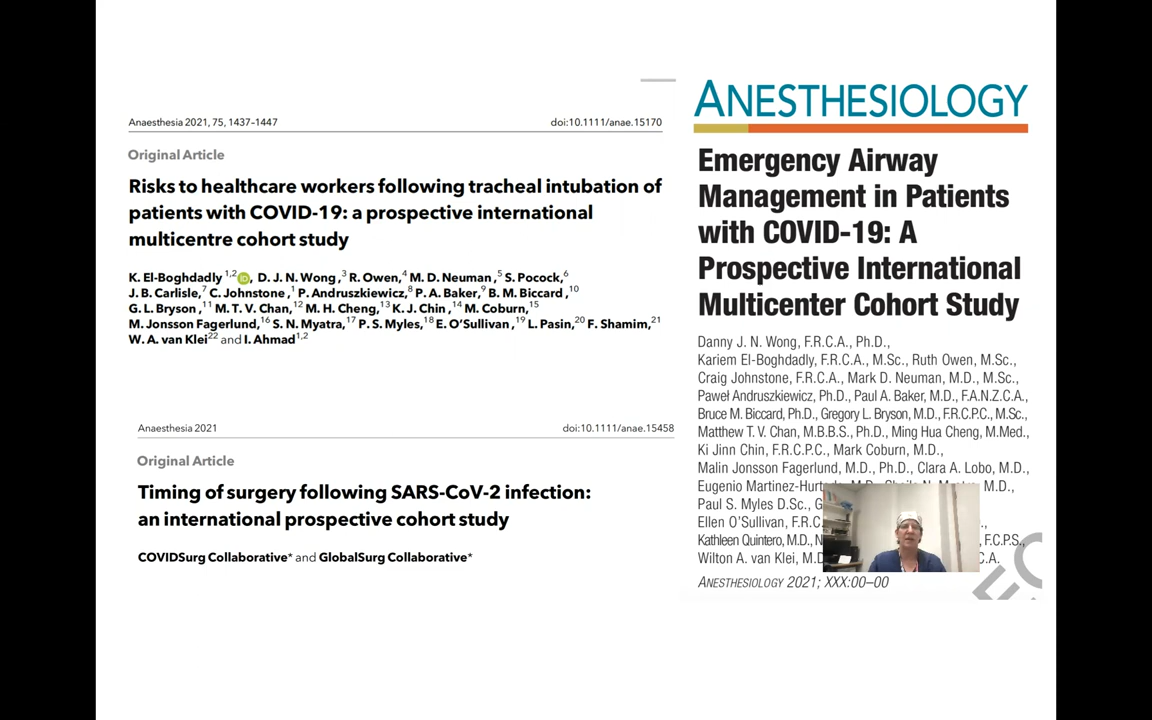 Anaesthesia 2021, 75, 1437–1447 doi:10.1111/anae.15170
Original Article
Risks to healthcare workers following tracheal intubation of
patients with COVID-19: a prospective international
multicentre cohort study
K. El-Boghdadly 1,2 iD, D. J. N. Wong,3 R. Owen,4 M. D. Neuman,5 S. Pocock,6
J. B. Carlisle,7 C. Johnstone,1 P. Andruszkiewicz,8 P. A. Baker,9 B. M. Biccard,10
G. L. Bryson,11 M. T. V. Chan,12 M. H. Cheng,13 K. J. Chin,14 M. Coburn,15
M. Jonsson Fagerlund,16 S. N. Myatra,17 P. S. Myles,18 E. O’Sullivan,19 L. Pasin,20 F. Shamim,21
W. A. van Klei22 and I. Ahmad1,2
Anaesthesia 2021 doi:10.1111/anae.15458
Original Article
Timing of surgery following SARS-CoV-2 infection:
an international prospective cohort study
COVIDSurg Collaborative* and GlobalSurg Collaborative*
ANESTHESIOLOGY
Emergency Airway
Management in Patients
with COVID-19: A
Prospective International
Multicenter Cohort Study
Danny J. N. Wong, F.R.C.A., Ph.D.,
Kariem El-Boghdadly, F.R.C.A., M.Sc., Ruth Owen, M.Sc.,
Craig Johnstone, F.R.C.A., Mark D. Neuman, M.D., M.Sc.,
Paweł Andruszkiewicz, Ph.D., Paul A. Baker, M.D., F.A.N.Z.C.A.,
Bruce M. Biccard, Ph.D., Gregory L. Bryson, M.D., F.R.C.P.C., M.Sc.,
Matthew T. V. Chan, M.B.B.S., Ph.D., Ming Hua Cheng, M.Med.,
Ki Jinn Chin, F.R.C.P.C., Mark Coburn, M.D.,
Malin Jonsson Fagerlund, M.D., Ph.D., Clara A. Lobo, M.D.,
Eugenio Martinez- M.D.,
Paul S. Myles D.Sc., G
Ellen O’Sullivan, F.R.C.
Kathleen Quintero, M.D., N F.C.P.S.,
Wilton A. van Klei, M.D C.A.
ANESTHESIOLOGY 2021; XXX:00–00